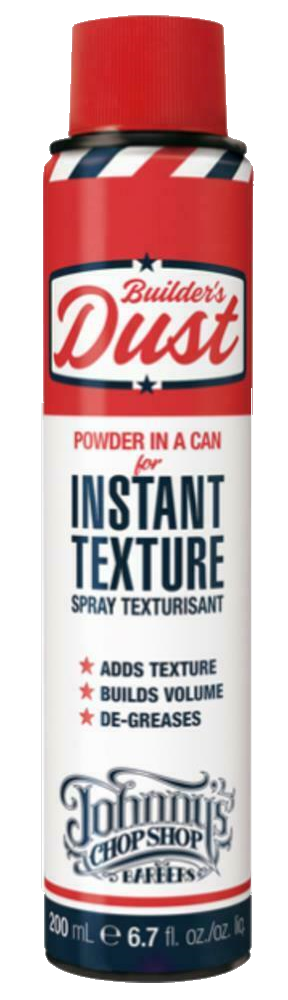 Builder's
Dust
POWDER IN A CAN
for
INSTANT
TEXTURE
SPRAY TEXTURISANT
ADDS TEXTURE
BUILDS VOLUME
DE-GREASES
Johnny's
CHOP SHOP
BARBERS
200 mL ℮ 6.7 fl. oz./oz. liq.